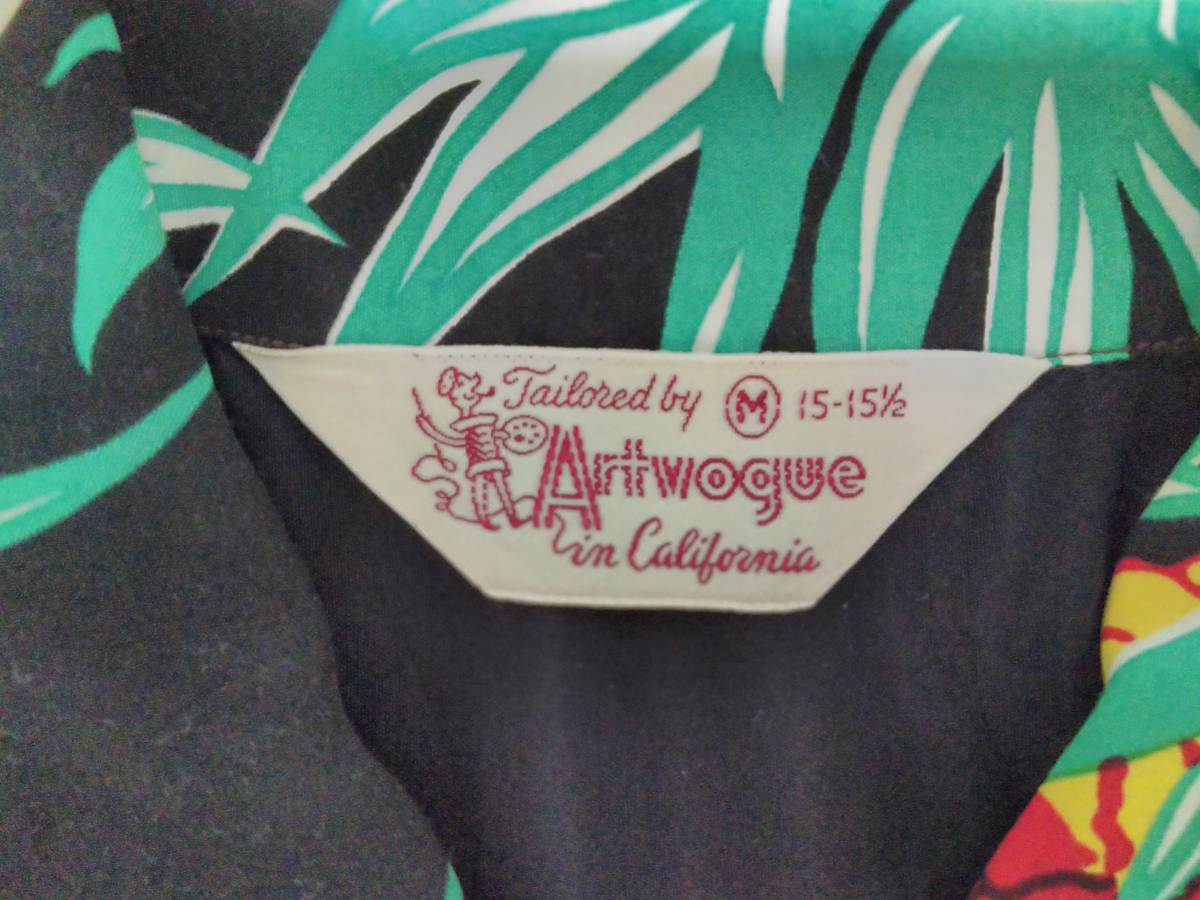 Tailored by M 15-15½
Artvogue
in California